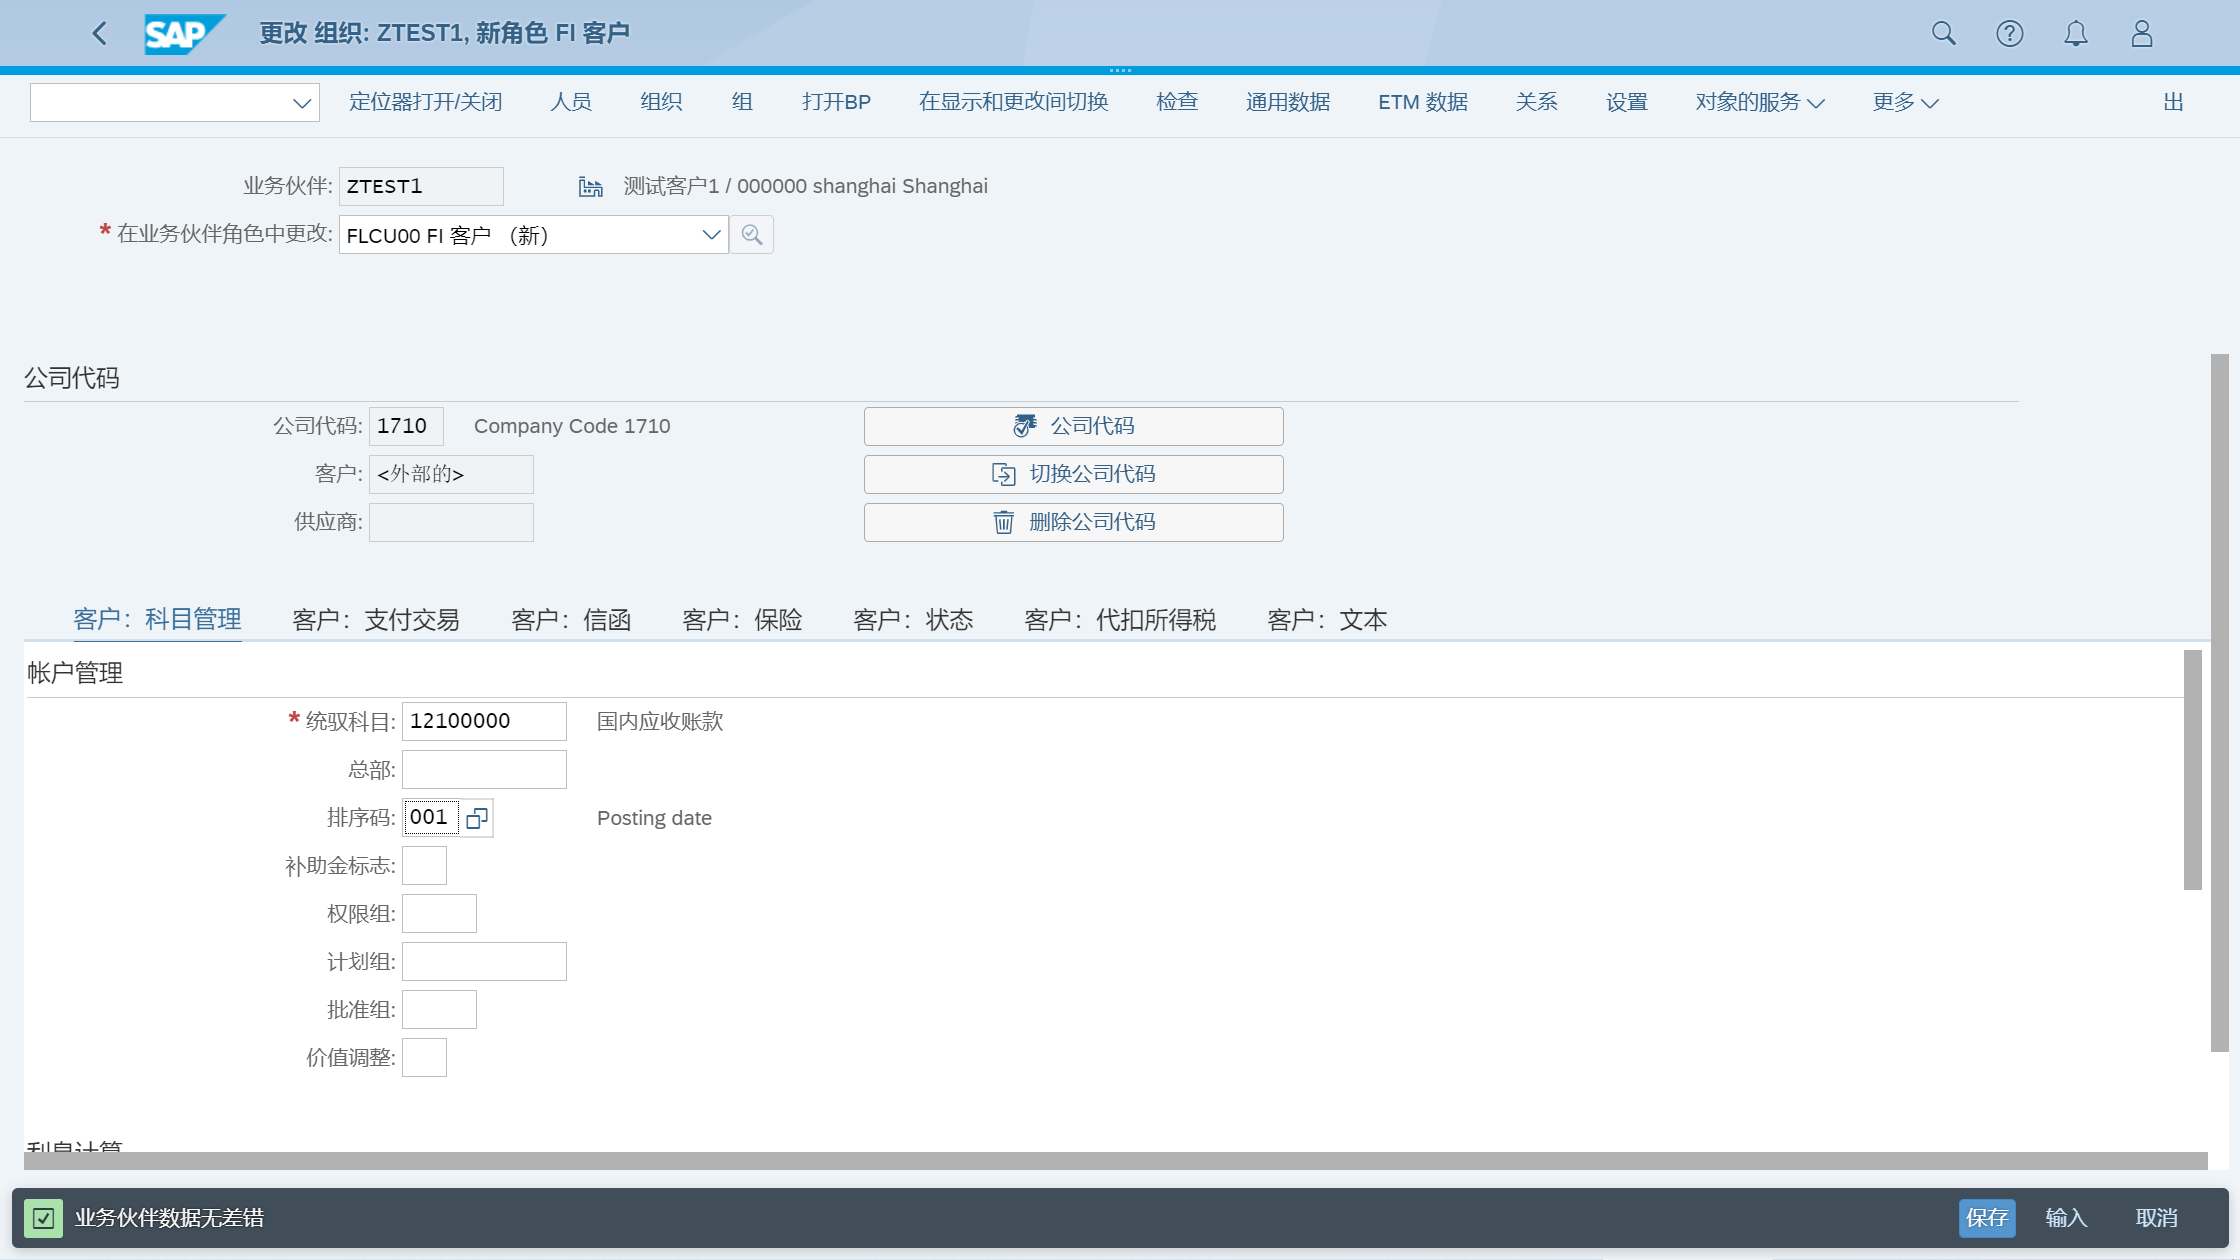 SAP 更改 组织: ZTEST1, 新角色 FI 客户
定位器打开/关闭 人员 组织 组 打开BP 在显示和更改间切换 检查 通用数据 ETM 数据 关系 设置 对象的服务 更多 出
业务伙伴: ZTEST1 测试客户1 / 000000 shanghai Shanghai
* 在业务伙伴角色中更改: FLCU00 FI 客户 （新）
公司代码
公司代码: 1710 Company Code 1710 公司代码
客户: <外部的> 切换公司代码
供应商: 删除公司代码
客户：科目管理 客户：支付交易 客户：信函 客户：保险 客户：状态 客户：代扣所得税 客户：文本
帐户管理
* 统驭科目: 12100000 国内应收账款
总部:
排序码: 001 Posting date
补助金标志:
权限组:
计划组:
批准组:
价值调整:
利息计算
业务伙伴数据无差错 保存 输入 取消